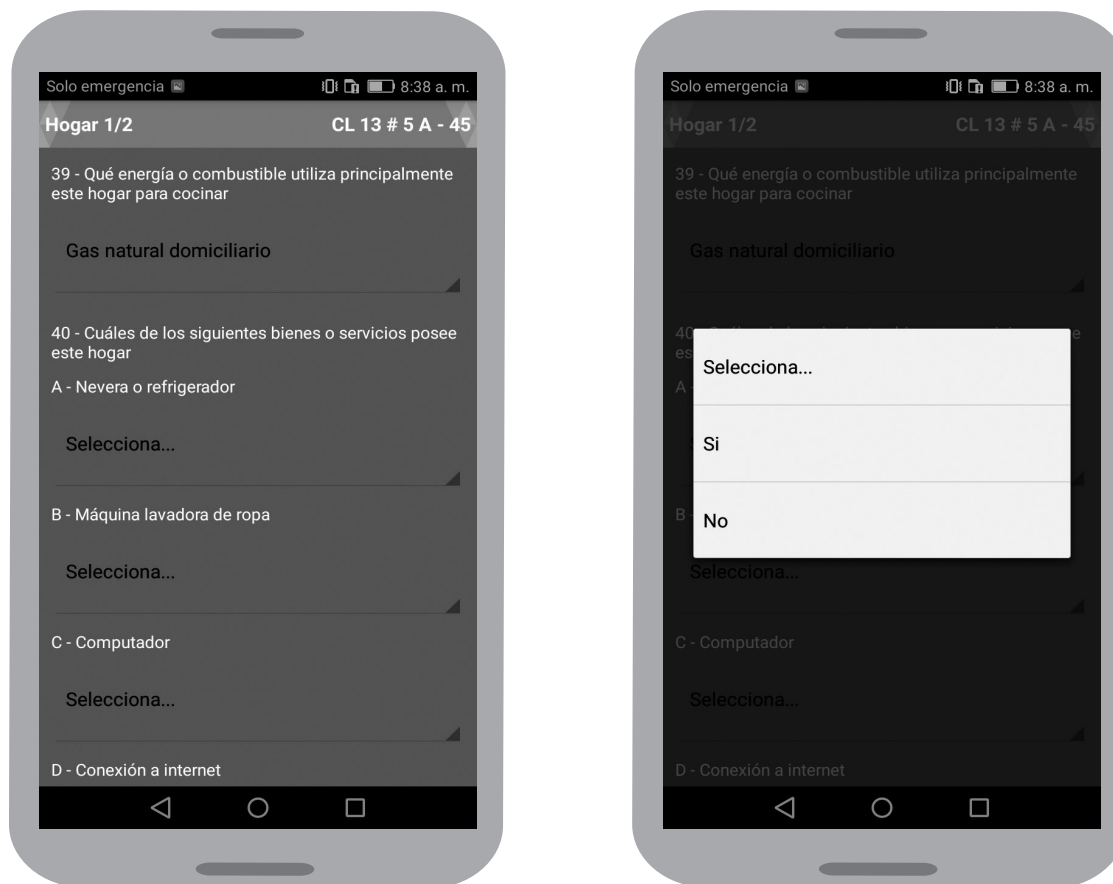 Solo emergencia
8:38 a. m.
Hogar 1/2
CL 13 # 5 A - 45
39 - Qué energía o combustible utiliza principalmente
este hogar para cocinar
Gas natural domiciliario
40 - Cuáles de los siguientes bienes o servicios posee
este hogar
A - Nevera o refrigerador
Selecciona...
B - Máquina lavadora de ropa
Selecciona...
C - Computador
Selecciona...
D - Conexión a internet
Solo emergencia
8:38 a. m.
Hogar 1/2
CL 13 # 5 A - 45
39 - Qué energía o combustible utiliza principalmente
este hogar para cocinar
Gas natural domiciliario
40
e
es
A -
Selecciona...
Si
No
B -
Selecciona...
C - Computador
Selecciona...
D - Conexión a internet